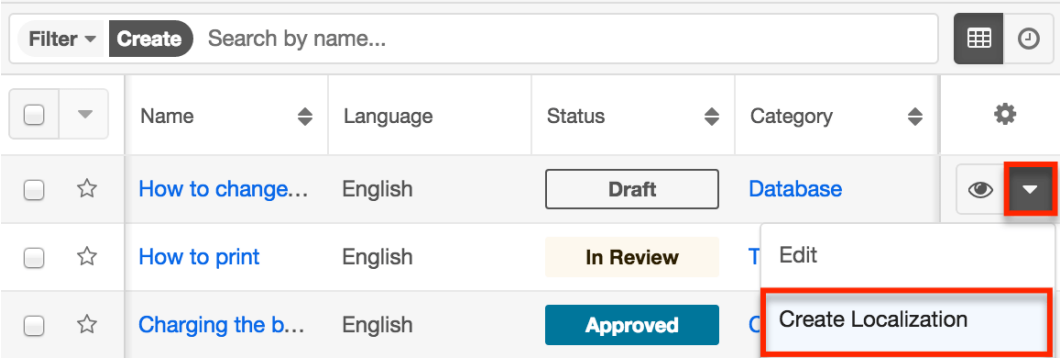 Filter Create Search by name...
Name Language Status Category
How to change... English Draft Database
How to print English In Review T
Edit
Charging the b... English Approved C
Create Localization